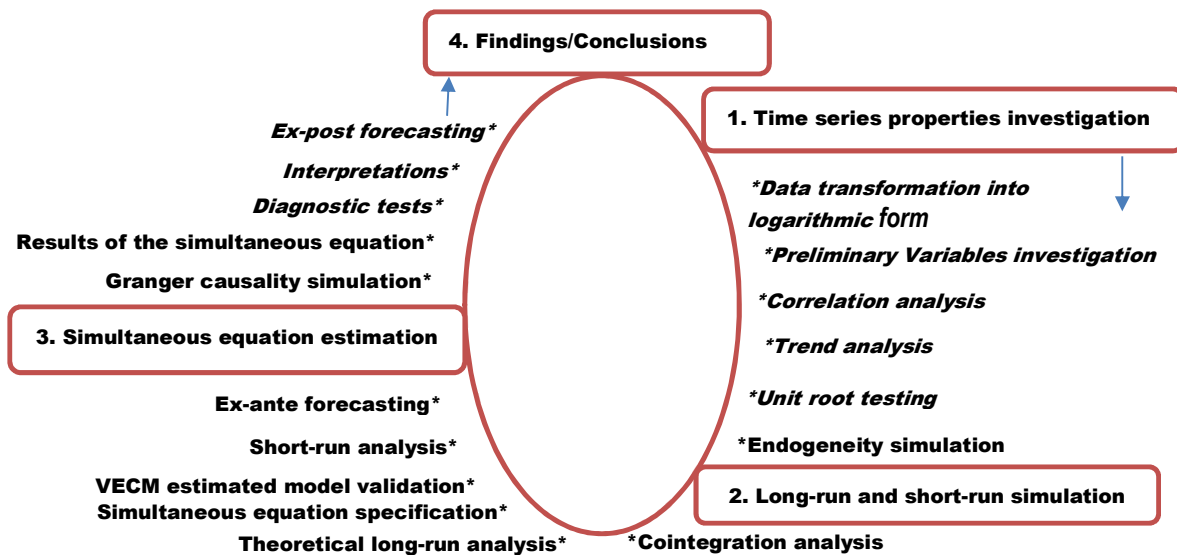 4. Findings/Conclusions
1. Time series properties investigation
*Data transformation into
logarithmic form
*Preliminary Variables investigation
*Correlation analysis
*Trend analysis
*Unit root testing
*Endogeneity simulation
2. Long-run and short-run simulation
*Cointegration analysis
Theoretical long-run analysis*
Simultaneous equation specification*
VECM estimated model validation*
Short-run analysis*
Ex-ante forecasting*
3. Simultaneous equation estimation
Granger causality simulation*
Results of the simultaneous equation*
Diagnostic tests*
Interpretations*
Ex-post forecasting*